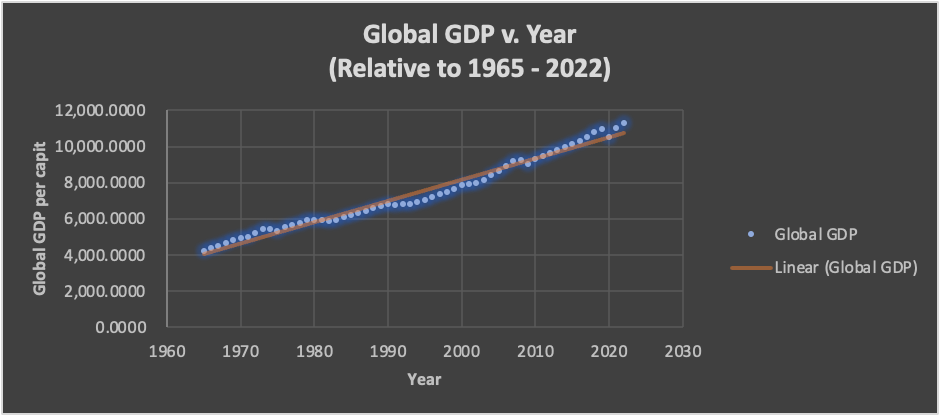 Global GDP v. Year
(Relative to 1965 - 2022)
Global GDP per capit
12,000.0000
10,000.0000
8,000.0000
6,000.0000
4,000.0000
2,000.0000
0.0000
1960 1970 1980 1990 2000 2010 2020 2030
Year
Global GDP
Linear (Global GDP)